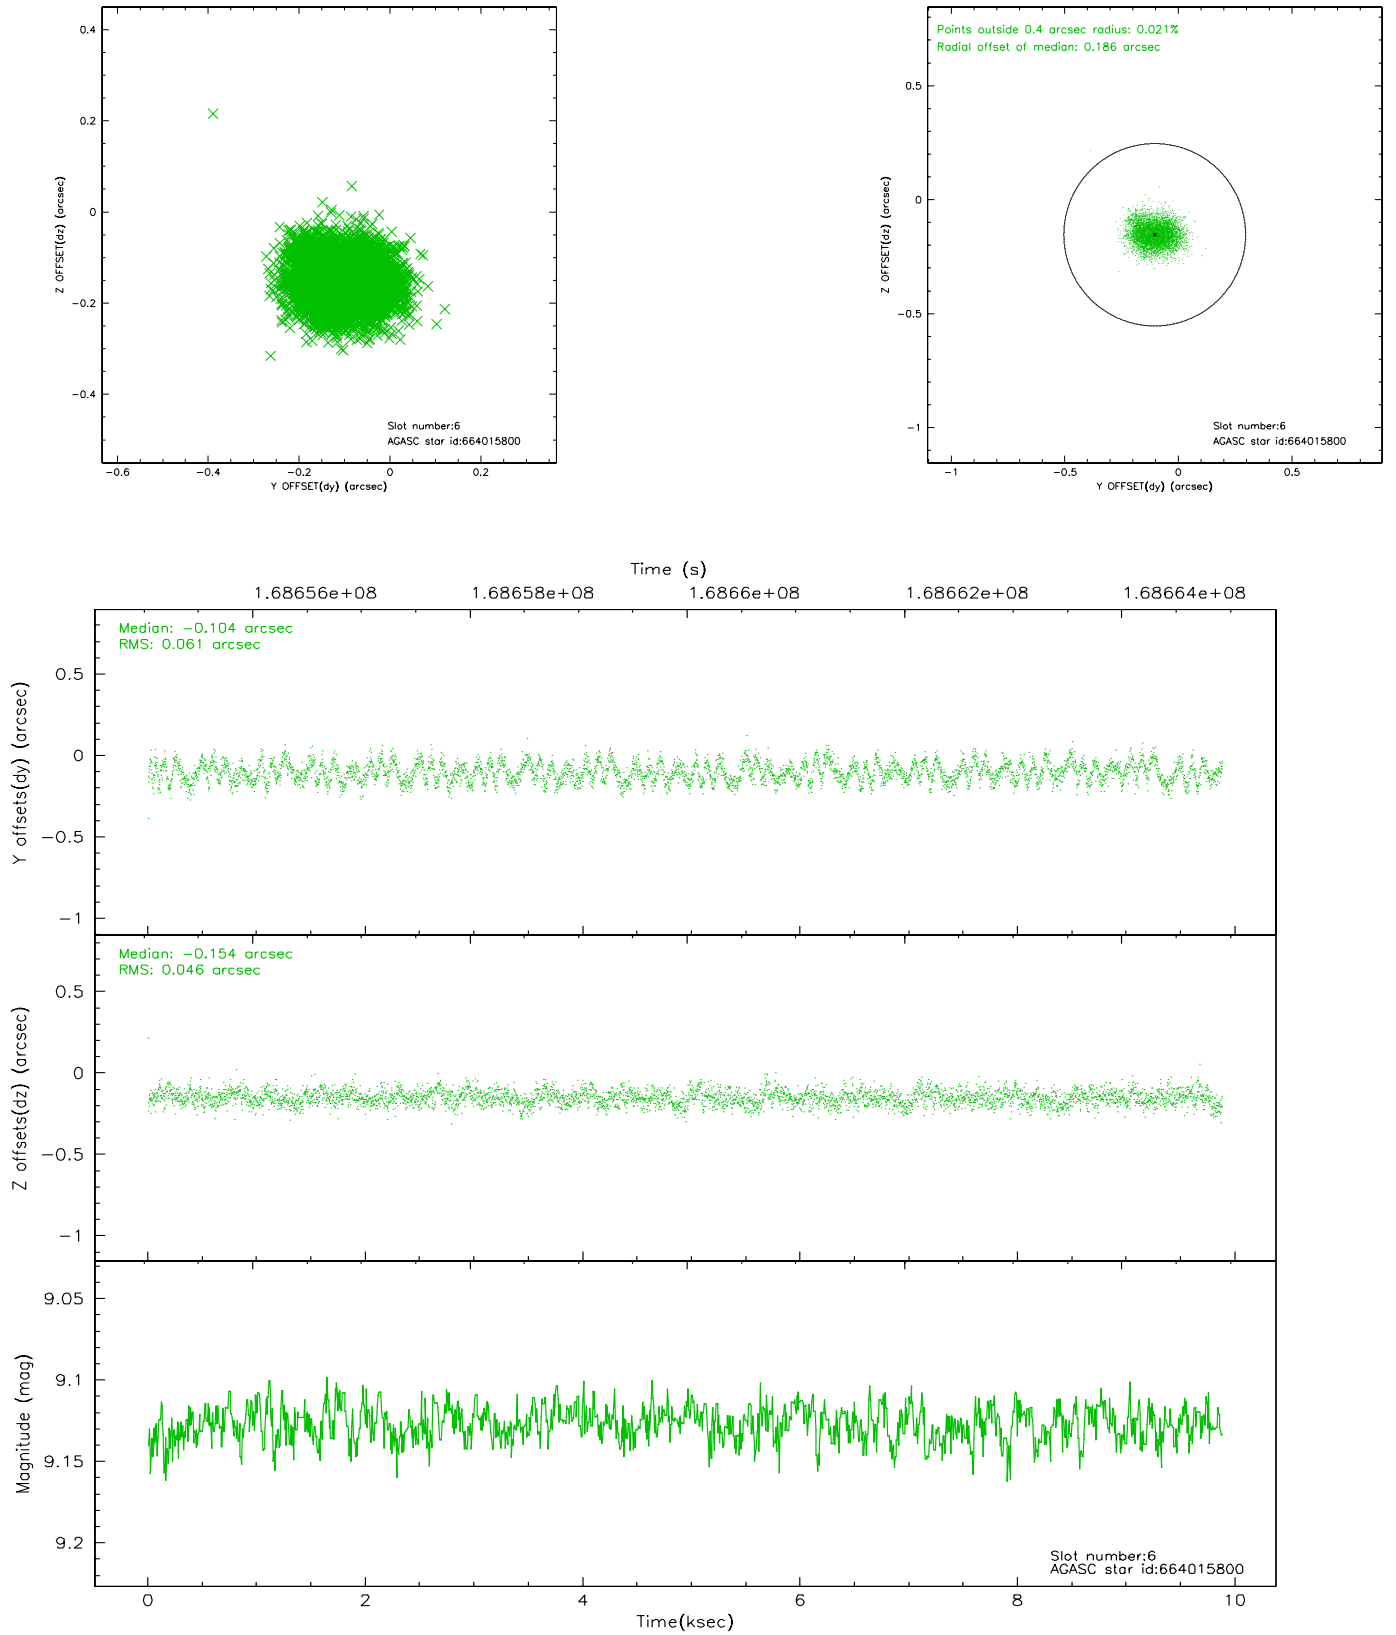 0.4
0.2
0
-0.2
-0.4
Z OFFSET(dz) (arcsec)
Slot number:6
AGASC star id:664015800
-0.6 -0.4 -0.2 0 0.2
Y OFFSET(dy) (arcsec)
Points outside 0.4 arcsec radius: 0.021%
Radial offset of median: 0.186 arcsec
0.5
0
-0.5
-1
Z OFFSET(dz) (arcsec)
Slot number:6
AGASC star id:664015800
-1 -0.5 0 0.5
Y OFFSET(dy) (arcsec)
Time (s)
1.68656e+08 1.68658e+08 1.6866e+08 1.68662e+08 1.68664e+08
Median: -0.104 arcsec
RMS: 0.061 arcsec
0.5
0
-0.5
-1
Y offsets(dy) (arcsec)
Median: -0.154 arcsec
RMS: 0.046 arcsec
0.5
0
-0.5
-1
Z offsets(dz) (arcsec)
9.05
9.1
9.15
9.2
Magnitude (mag)
Slot number:6
AGASC star id:664015800
0 2 4 6 8 10
Time(ksec)